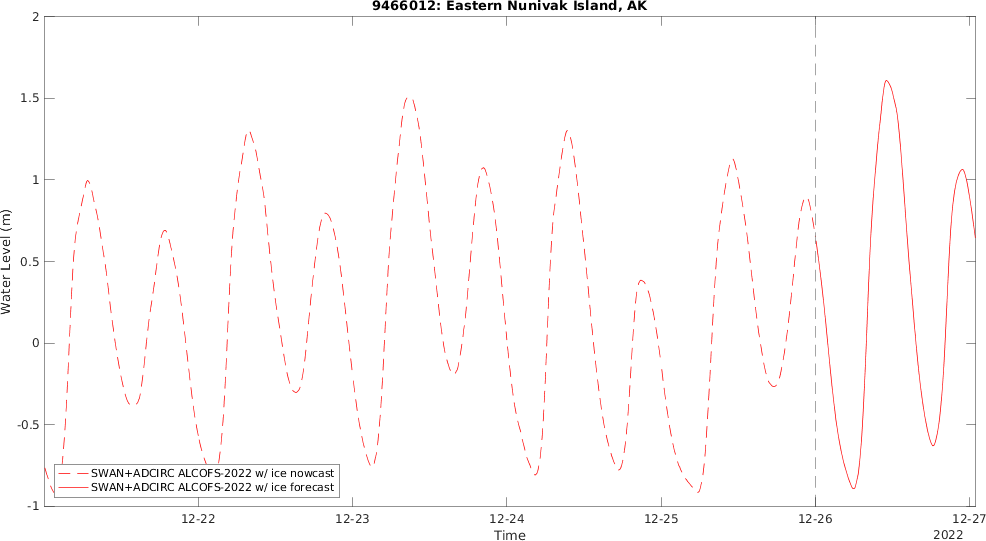 9466012: Eastern Nunivak Island, AK
Water Level (m)
2
1.5
1
0.5
0
-0.5
-1
SWAN+ADCIRC ALCOFS-2022 w/ ice nowcast
SWAN+ADCIRC ALCOFS-2022 w/ ice forecast
12-22 12-23 12-24 12-25 12-26 12-27
Time
2022